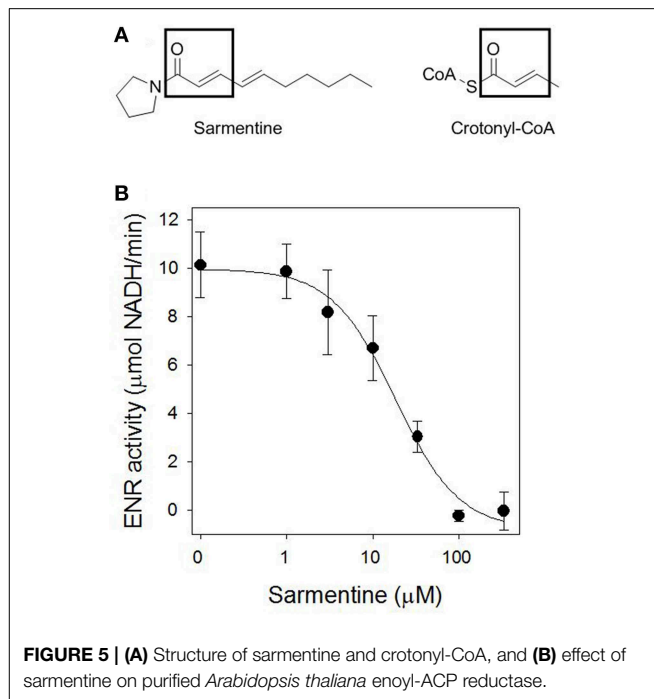 A
O
N
Sarmentine
O
CoA
S
Crotonyl-CoA
B
ENR activity (μmol NADH/min)
12
10
8
6
4
2
0
0 1 10 100
Sarmentine (μM)
FIGURE 5 | (A) Structure of sarmentine and crotonyl-CoA, and (B) effect of
sarmentine on purified Arabidopsis thaliana enoyl-ACP reductase.